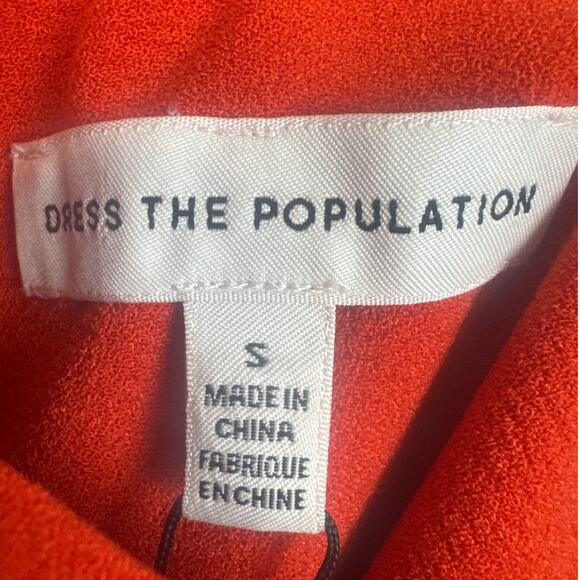 DRESS THE POPULATION
S
MADE IN
CHINA
FABRIQUE
EN CHINE